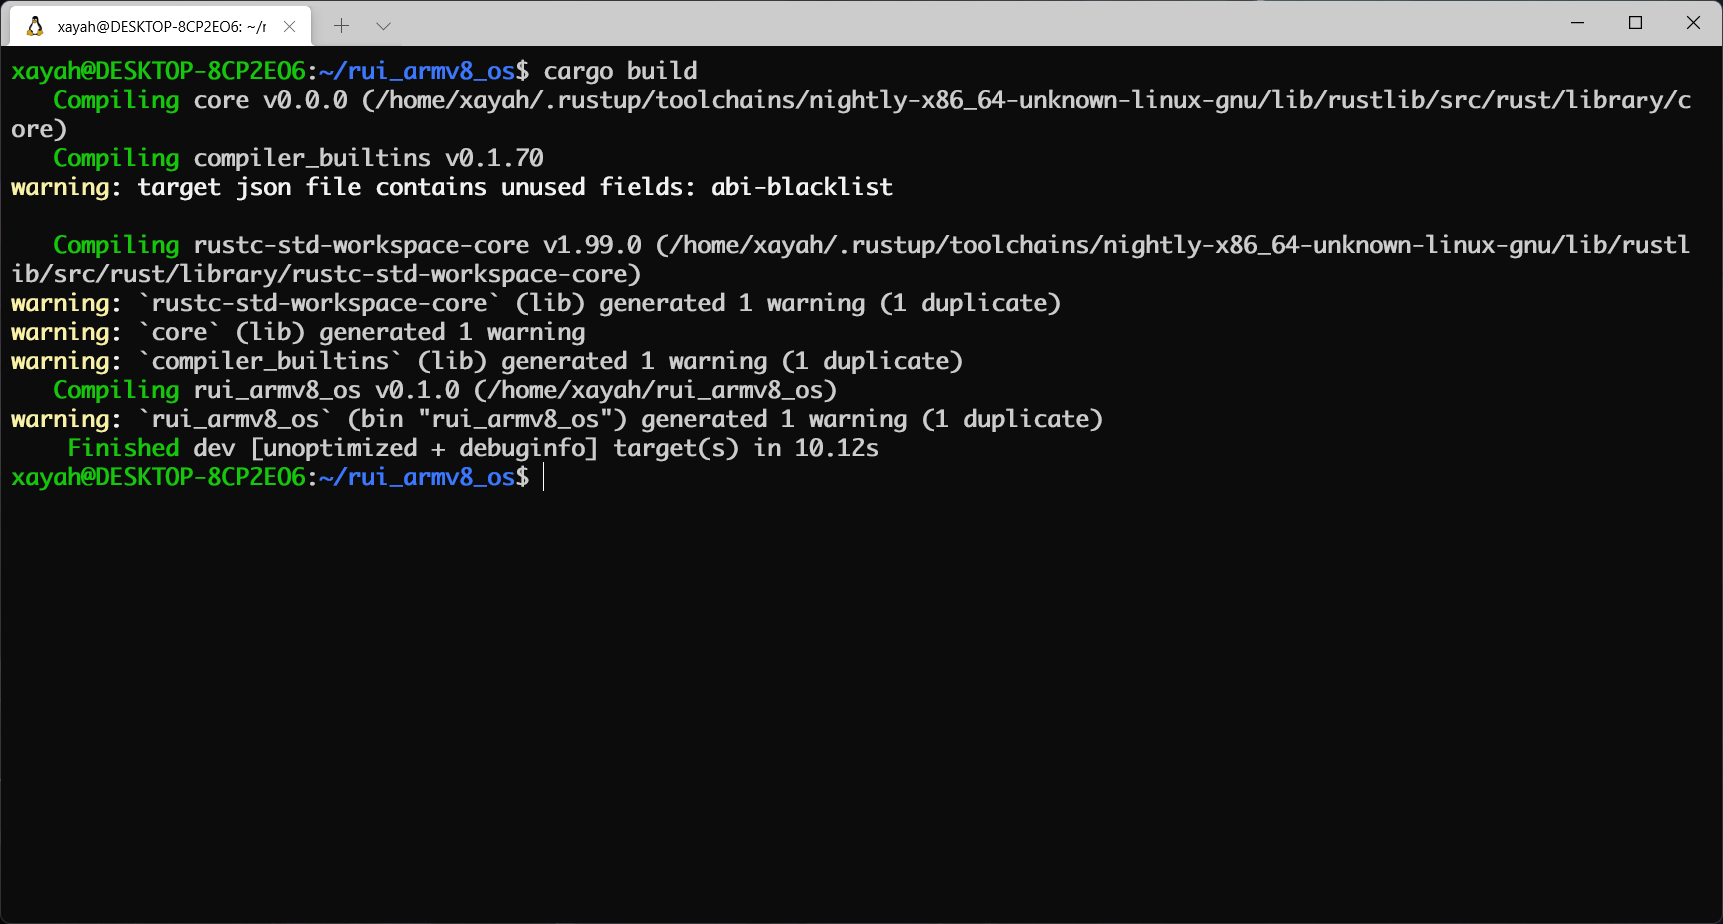 xayah@DESKTOP-8CP2EO6: ~/r
xayah@DESKTOP-8CP2EO6:~/rui_armv8_os$ cargo build
   Compiling core v0.0.0 (/home/xayah/.rustup/toolchains/nightly-x86_64-unknown-linux-gnu/lib/rustlib/src/rust/library/c
ore)
   Compiling compiler_builtins v0.1.70
warning: target json file contains unused fields: abi-blacklist

   Compiling rustc-std-workspace-core v1.99.0 (/home/xayah/.rustup/toolchains/nightly-x86_64-unknown-linux-gnu/lib/rustl
ib/src/rust/library/rustc-std-workspace-core)
warning: `rustc-std-workspace-core` (lib) generated 1 warning (1 duplicate)
warning: `core` (lib) generated 1 warning
warning: `compiler_builtins` (lib) generated 1 warning (1 duplicate)
   Compiling rui_armv8_os v0.1.0 (/home/xayah/rui_armv8_os)
warning: `rui_armv8_os` (bin "rui_armv8_os") generated 1 warning (1 duplicate)
    Finished dev [unoptimized + debuginfo] target(s) in 10.12s
xayah@DESKTOP-8CP2EO6:~/rui_armv8_os$